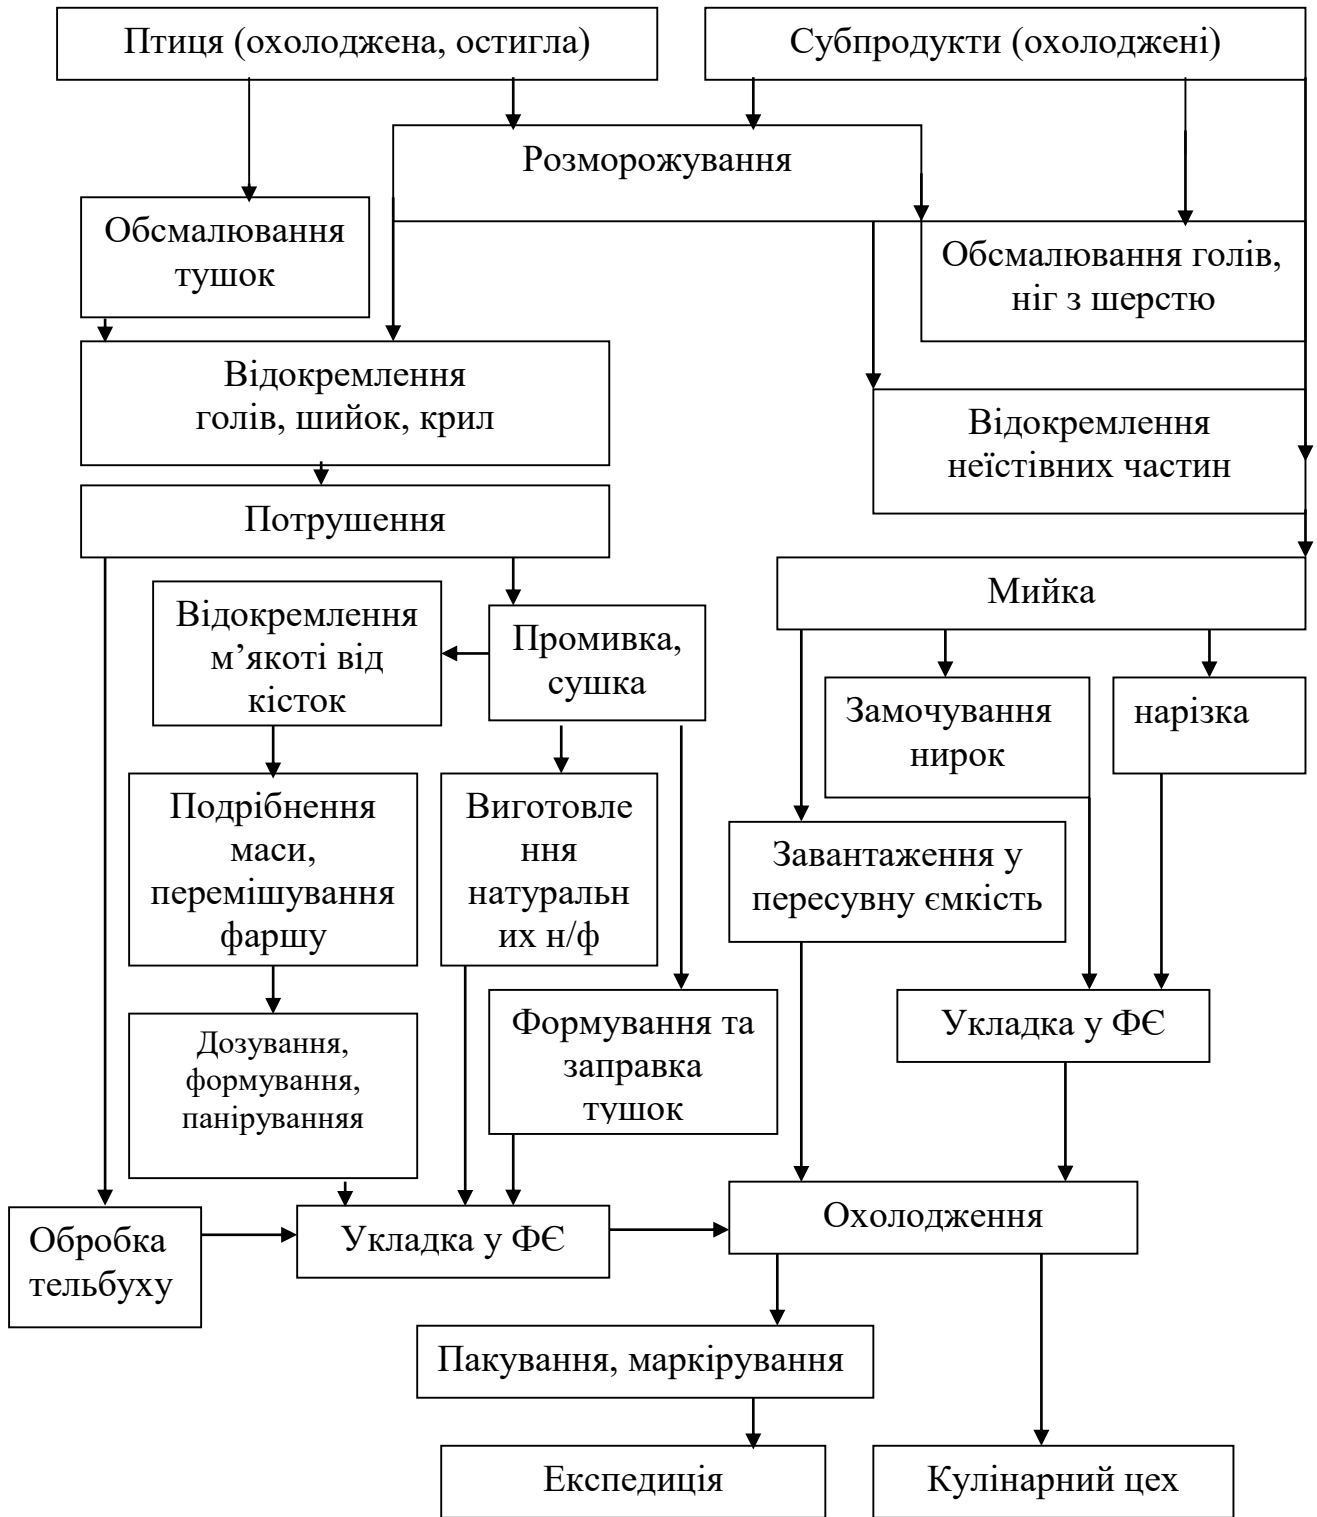 Птиця (охолоджена, остигла)
Субпродукти (охолоджені)
Розморожування
Обсмалювання
тушок
Обсмалювання голів,
ніг з шерстю
Відокремлення
голів, шийок, крил
Відокремлення
неїстівних частин
Потрушення
Мийка
Відокремлення
м’якоті від
кісток
Промивка,
сушка
Замочування
нирок
нарізка
Подрібнення
маси,
перемішування
фаршу
Виготовле
ння
натуральн
их н/ф
Завантаження у
пересувну ємкість
Дозування,
формування,
паніруванняя
Формування та
заправка
тушок
Укладка у ФЄ
Обробка
тельбуху
Укладка у ФЄ
Охолодження
Пакування, маркірування
Експедиція
Кулінарний цех